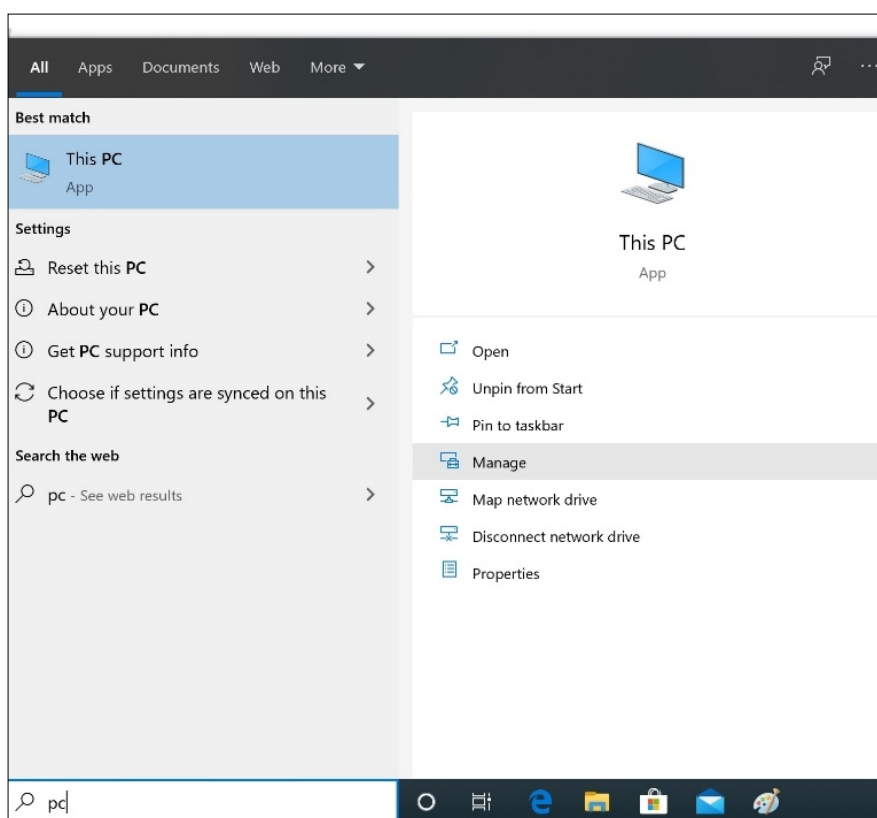 All Apps Documents Web More
Best match
This PC
App
Settings
Reset this PC
About your PC
Get PC support info
Choose if settings are synced on this
PC
Search the web
pc - See web results
This PC
App
Open
Unpin from Start
Pin to taskbar
Manage
Map network drive
Disconnect network drive
Properties
pc